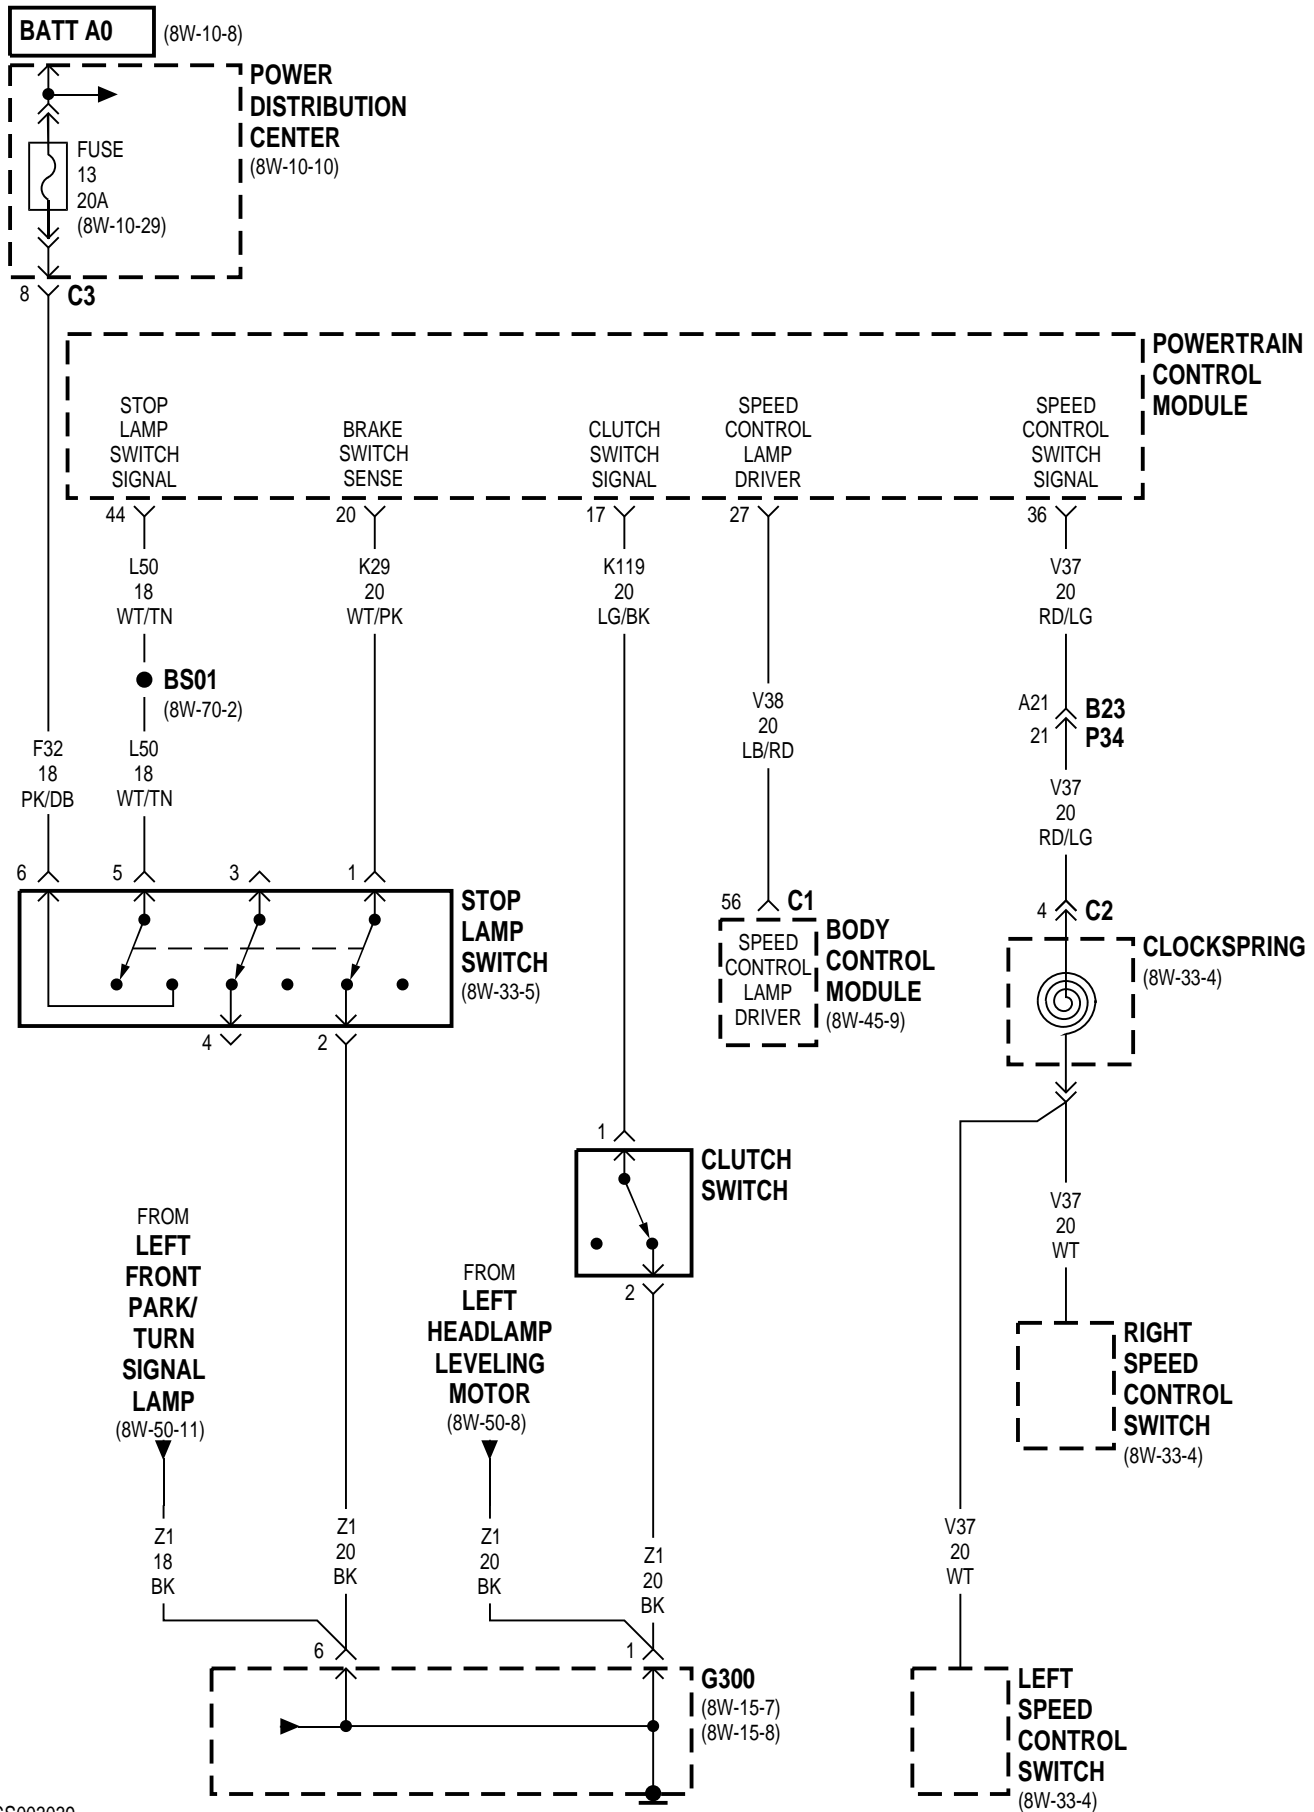 BATT A0
(8W-10-8)
POWER
DISTRIBUTION
CENTER
(8W-10-10)
FUSE
13
20A
(8W-10-29)
8
C3
POWERTRAIN
CONTROL
MODULE
STOP
LAMP
SWITCH
SIGNAL
BRAKE
SWITCH
SENSE
CLUTCH
SWITCH
SIGNAL
SPEED
CONTROL
LAMP
DRIVER
SPEED
CONTROL
SWITCH
SIGNAL
44
20
17
27
36
L50
18
WT/TN
K29
20
WT/PK
K119
20
LG/BK
V37
20
RD/LG
BS01
(8W-70-2)
V38
20
LB/RD
A21
B23
21
P34
F32
18
PK/DB
L50
18
WT/TN
V37
20
RD/LG
6
5
3
1
STOP
LAMP
SWITCH
(8W-33-5)
4
2
56
C1
SPEED
CONTROL
LAMP
DRIVER
BODY
CONTROL
MODULE
(8W-45-9)
4
C2
CLOCKSPRING
(8W-33-4)
1
CLUTCH
SWITCH
2
V37
20
WT
FROM
LEFT
FRONT
PARK/
TURN
SIGNAL
LAMP
(8W-50-11)
FROM
LEFT
HEADLAMP
LEVELING
MOTOR
(8W-50-8)
RIGHT
SPEED
CONTROL
SWITCH
(8W-33-4)
Z1
18
BK
Z1
20
BK
Z1
20
BK
Z1
20
BK
V37
20
WT
6
1
G300
(8W-15-7)
(8W-15-8)
LEFT
SPEED
CONTROL
SWITCH
(8W-33-4)